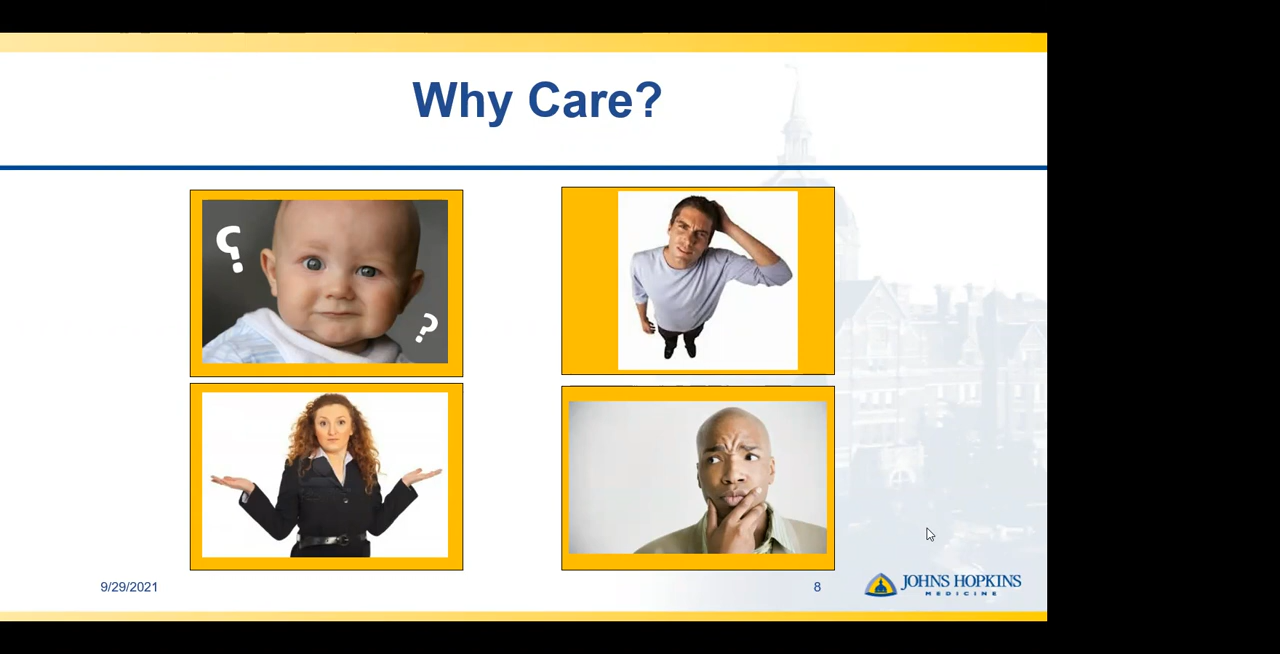 Why Care?
?
?
9/29/2021
8
JOHNS HOPKINS
MEDICINE